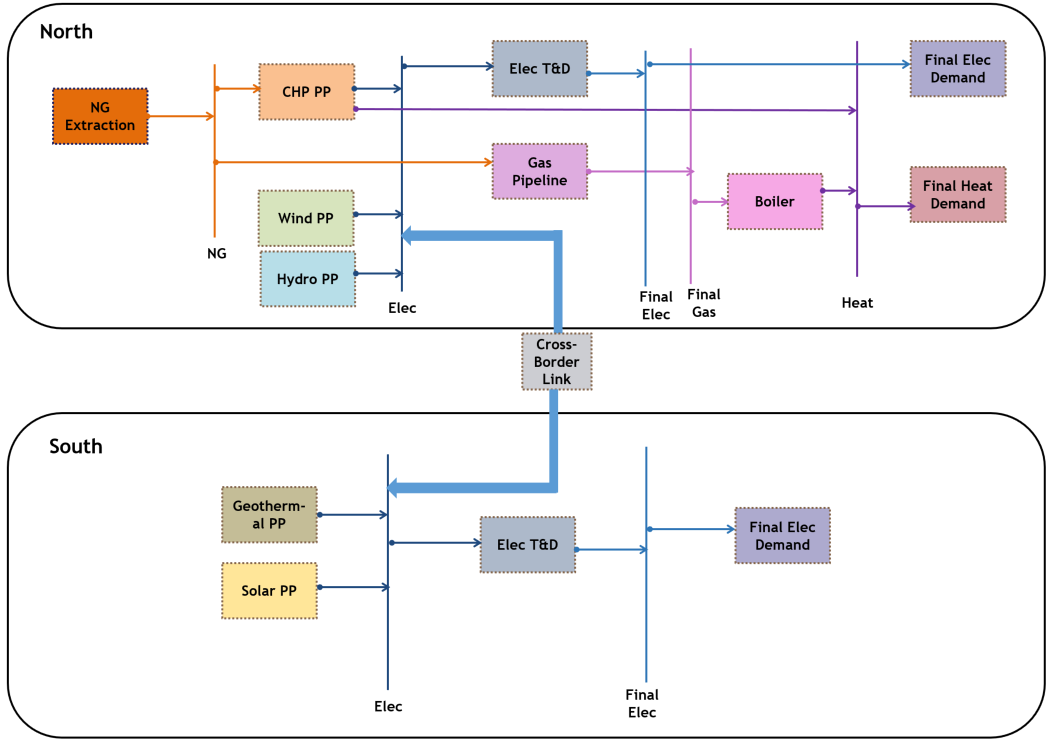 North
NG
Extraction
CHP PP
Elec T&D
Final Elec
Demand
Gas
Pipeline
Wind PP
Boiler
Final Heat
Demand
Hydro PP
NG
Elec
Final
Elec
Final
Gas
Heat
Cross-
Border
Link
South
Geotherm-
al PP
Elec T&D
Final Elec
Demand
Solar PP
Elec
Final
Elec